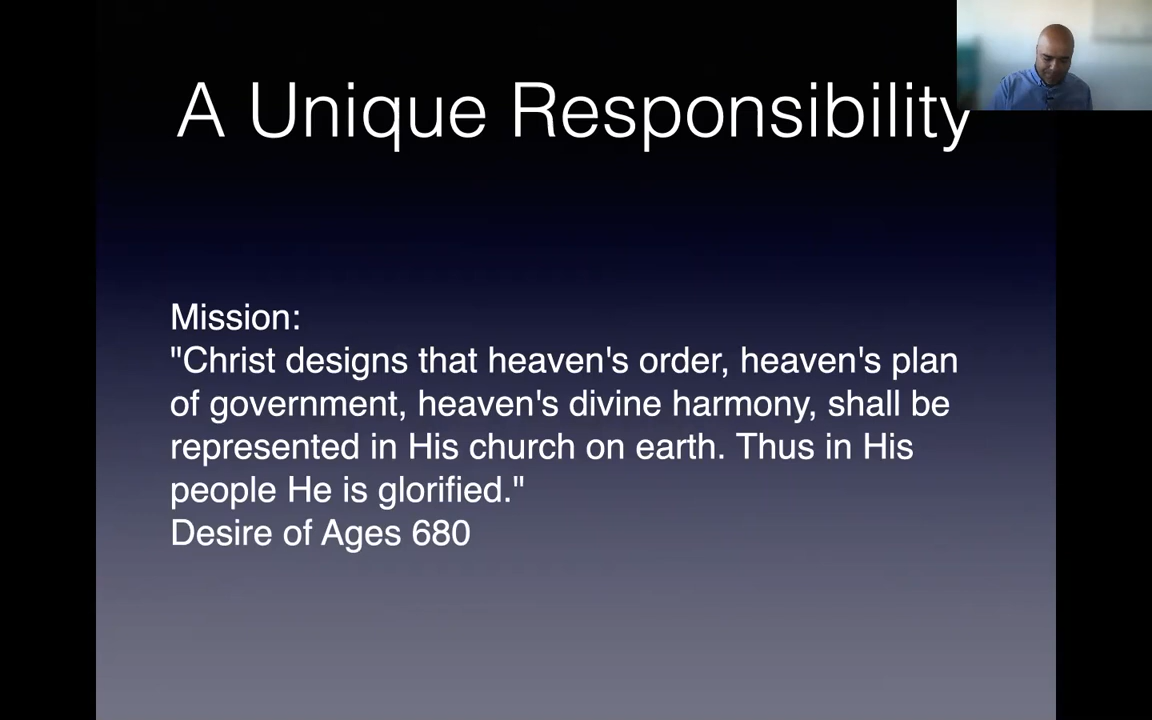 A Unique Responsibility
Mission:
"Christ designs that heaven's order, heaven's plan
of government, heaven's divine harmony, shall be
represented in His church on earth. Thus in His
people He is glorified."
Desire of Ages 680